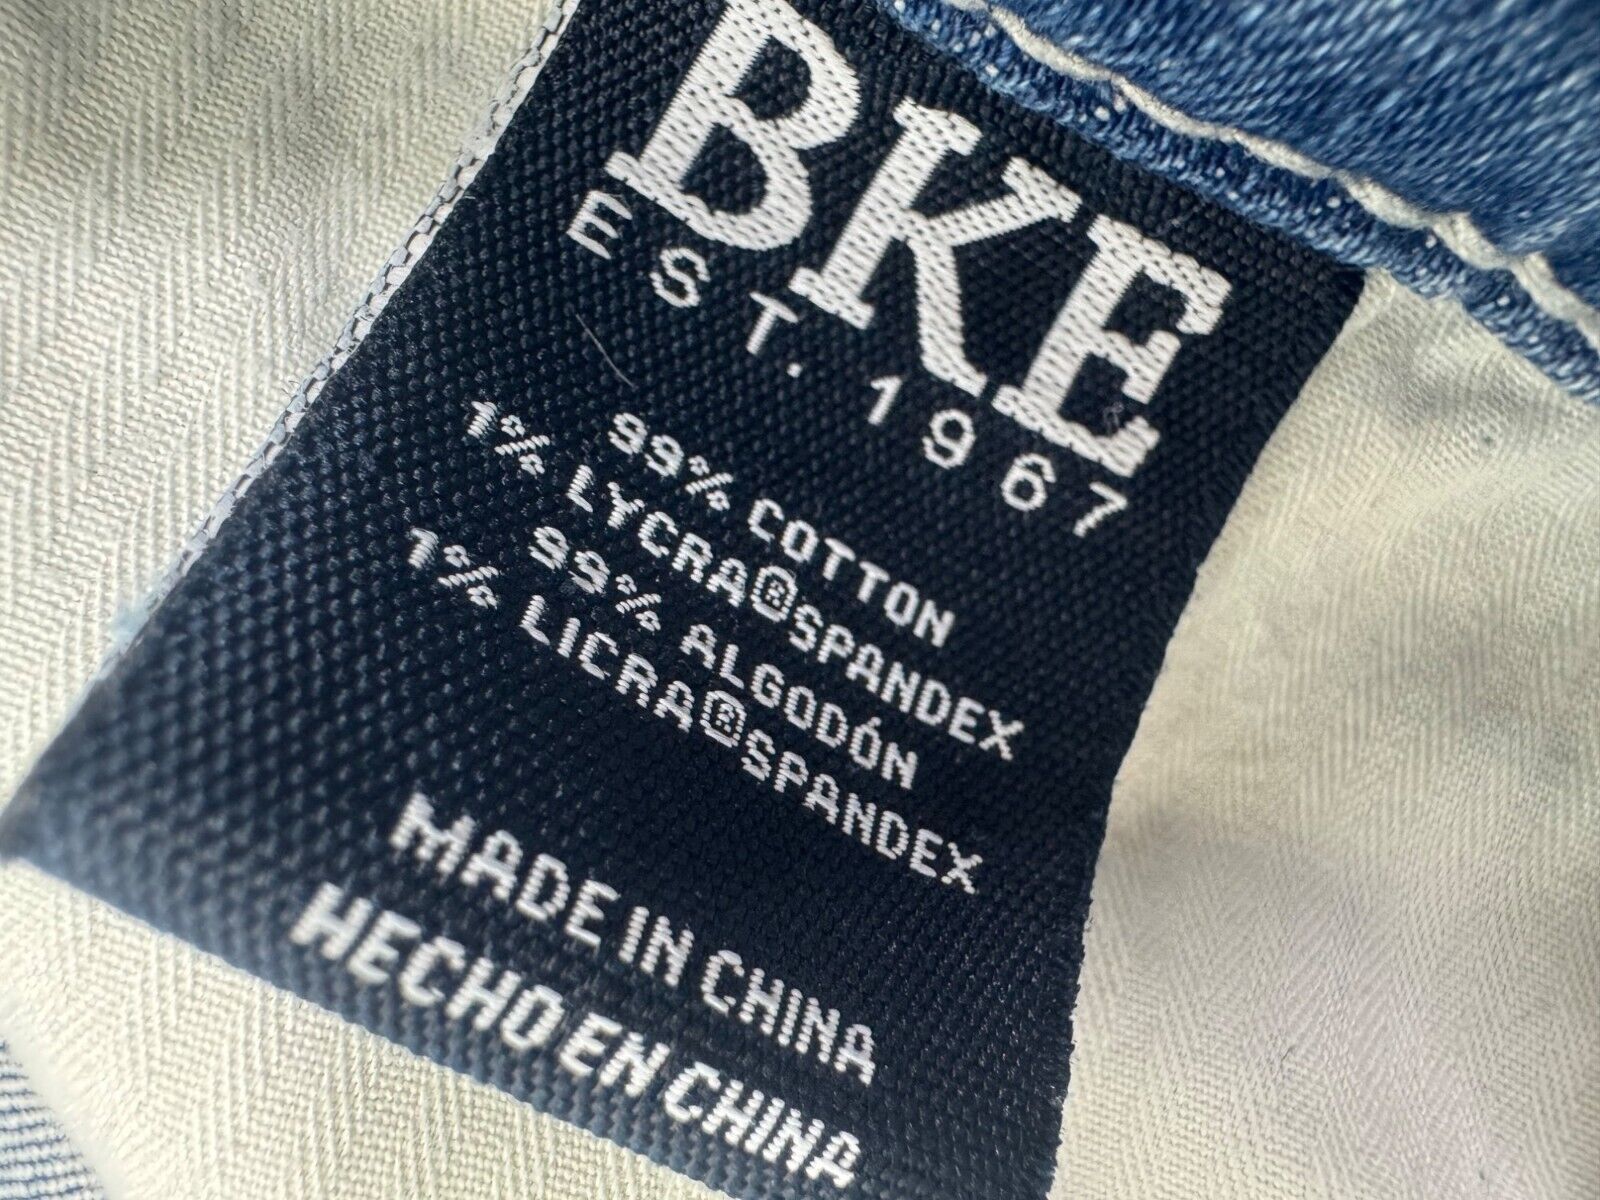 BKE
EST. 1967
99% COTTON
1% LYCRA®SPANDEX
99% ALGODÓN
1% LICRA®SPANDEX
MADE IN CHINA
HECHO EN CHINA